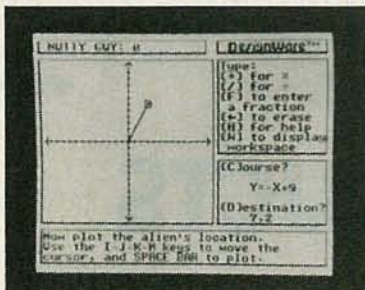 NUTTY GUY: 0
DesignWare™
Type:
(*) for ×
(/) for ÷
(F) to enter
a fraction
(←) to erase
(H) for help
(W) to display
workspace
(C)ourse?
Y=-X+9
(D)estination?
7,2
Now plot the alien's location.
Use the I-J-K-M keys to move the
cursor, and SPACE BAR to plot.